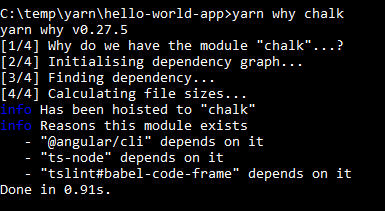 C:\temp\yarn\hello-world-app>yarn why chalk
yarn why v0.27.5
[1/4] Why do we have the module "chalk"...?
[2/4] Initialising dependency graph...
[3/4] Finding dependency...
[4/4] Calculating file sizes...
info Has been hoisted to "chalk"
info Reasons this module exists
   - "@angular/cli" depends on it
   - "ts-node" depends on it
   - "tslint#babel-code-frame" depends on it
Done in 0.91s.